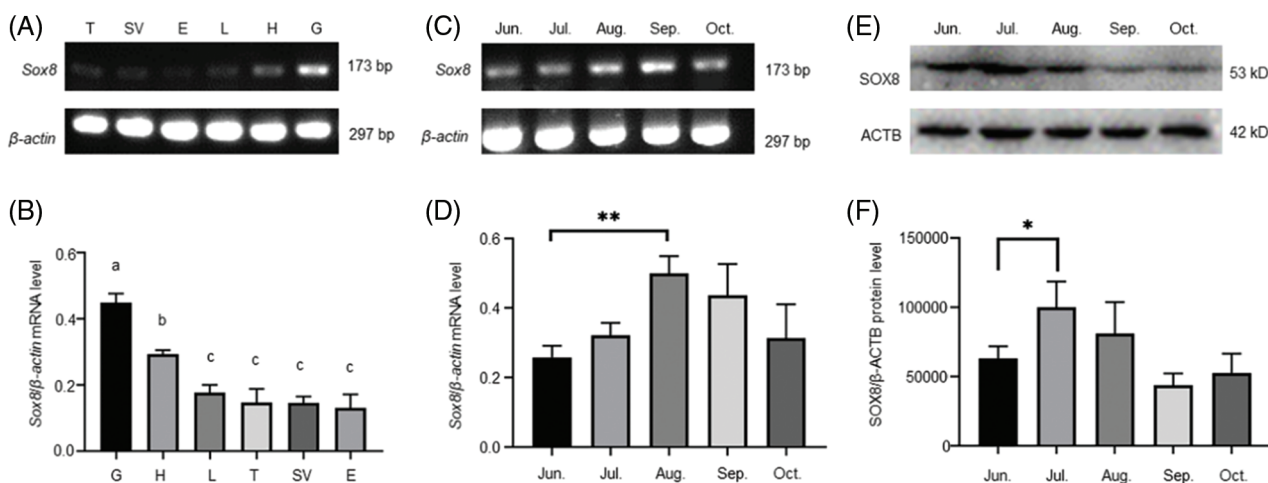 (A)
T SV E L H G
Sox8 173 bp
β-actin 297 bp
(B)
Sox8/β-actin mRNA level
0.6
0.4
0.2
0.0
a
b
c
c
c
c
G H L T SV E
(C)
Jun. Jul. Aug. Sep. Oct.
Sox8 173 bp
β-actin 297 bp
(D)
Sox8/β-actin mRNA level
0.6
0.4
0.2
0.0
**
Jun. Jul. Aug. Sep. Oct.
(E)
Jun. Jul. Aug. Sep. Oct.
SOX8 53 kD
ACTB 42 kD
(F)
SOX8/β-ACTB protein level
150000
100000
50000
0
*
Jun. Jul. Aug. Sep. Oct.